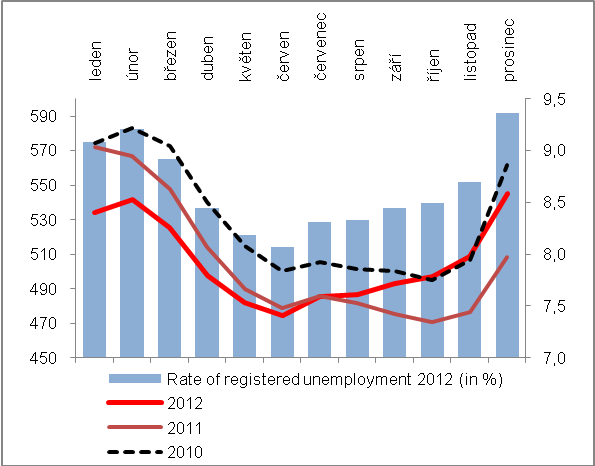 leden
únor
březen
duben
květen
červen
červenec
srpen
září
říjen
listopad
prosinec
590
570
550
530
510
490
470
450
9,5
9,0
8,5
8,0
7,5
7,0
Rate of registered unemployment 2012 (in %)
2012
2011
2010